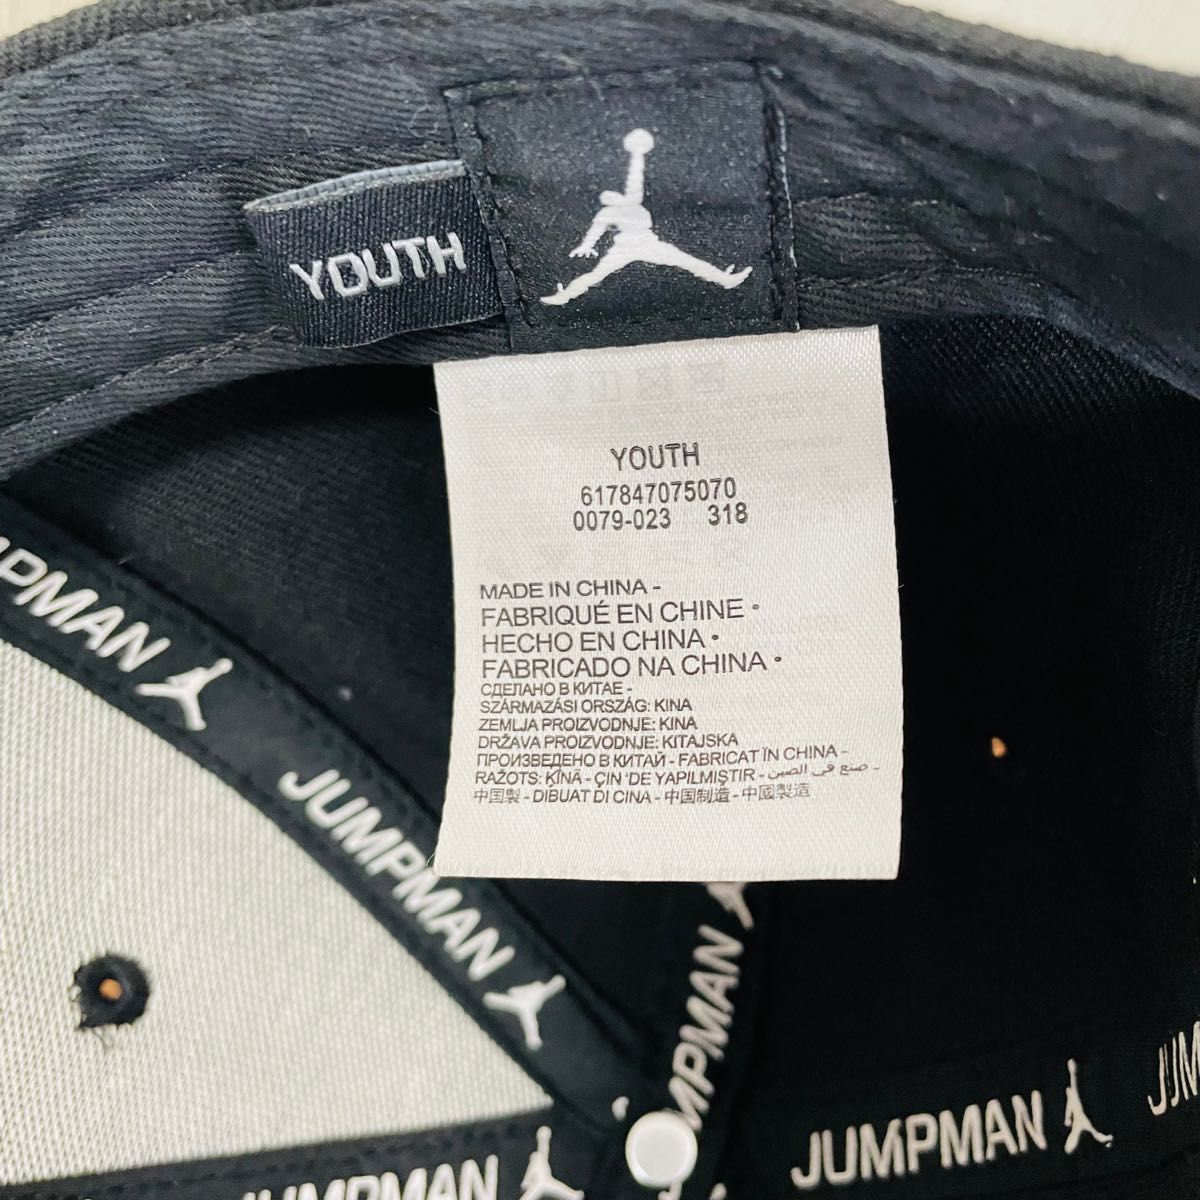 YOUTH
YOUTH
617847075070
0079-023 318
MADE IN CHINA -
FABRIQUÉ EN CHINE •
HECHO EN CHINA •
FABRICADO NA CHINA •
СДЕЛАНО В КИТАЕ -
SZÁRMAZÁSI ORSZÁG: KINA
ZEMLJA PROIZVODNJE: KINA
DRŽAVA PROIZVODNJE: KITAJSKA
ПРОИЗВЕДЕНО В КИТАЙ - FABRICAT ÎN CHINA -
RAŽOTS: ĶĪNĀ - ÇIN 'DE YAPILMIŞTIR - صنع في الصين -
中国製 - DIBUAT DI CINA - 中国制造 - 中國製造
JUMPMAN
JUMPMAN
JUMPMAN
JUMPMAN